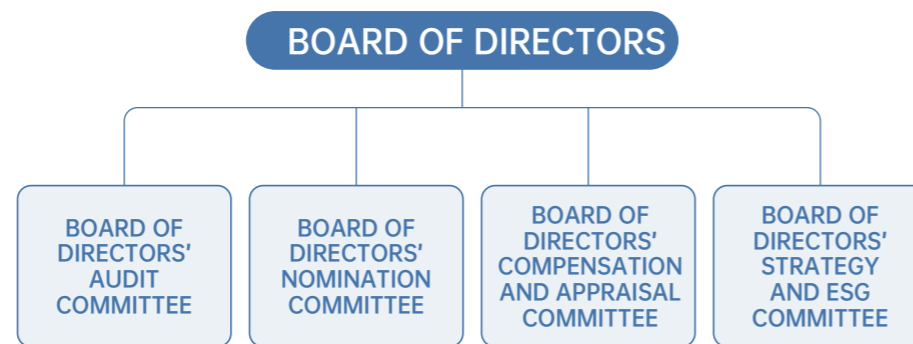 BOARD OF DIRECTORS
BOARD OF
DIRECTORS'
AUDIT
COMMITTEE
BOARD OF
DIRECTORS'
NOMINATION
COMMITTEE
BOARD OF
DIRECTORS'
COMPENSATION
AND APPRAISAL
COMMITTEE
BOARD OF
DIRECTORS'
STRATEGY
AND ESG
COMMITTEE